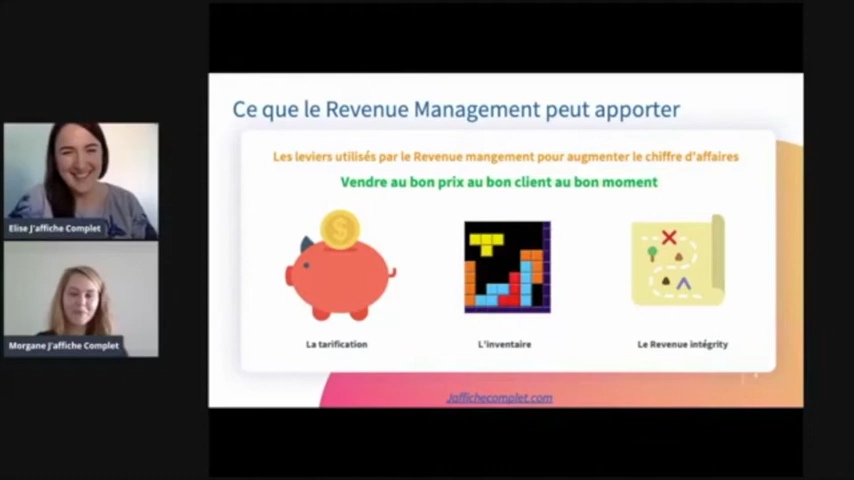 Ce que le Revenue Management peut apporter
Les leviers utilisés par le Revenue mangement pour augmenter le chiffre d'affaires
Vendre au bon prix au bon client au bon moment
La tarification
L'inventaire
Le Revenue intégrity
Jaffichecomplet.com
Elise J'affiche Complet
Morgane J'affiche Complet